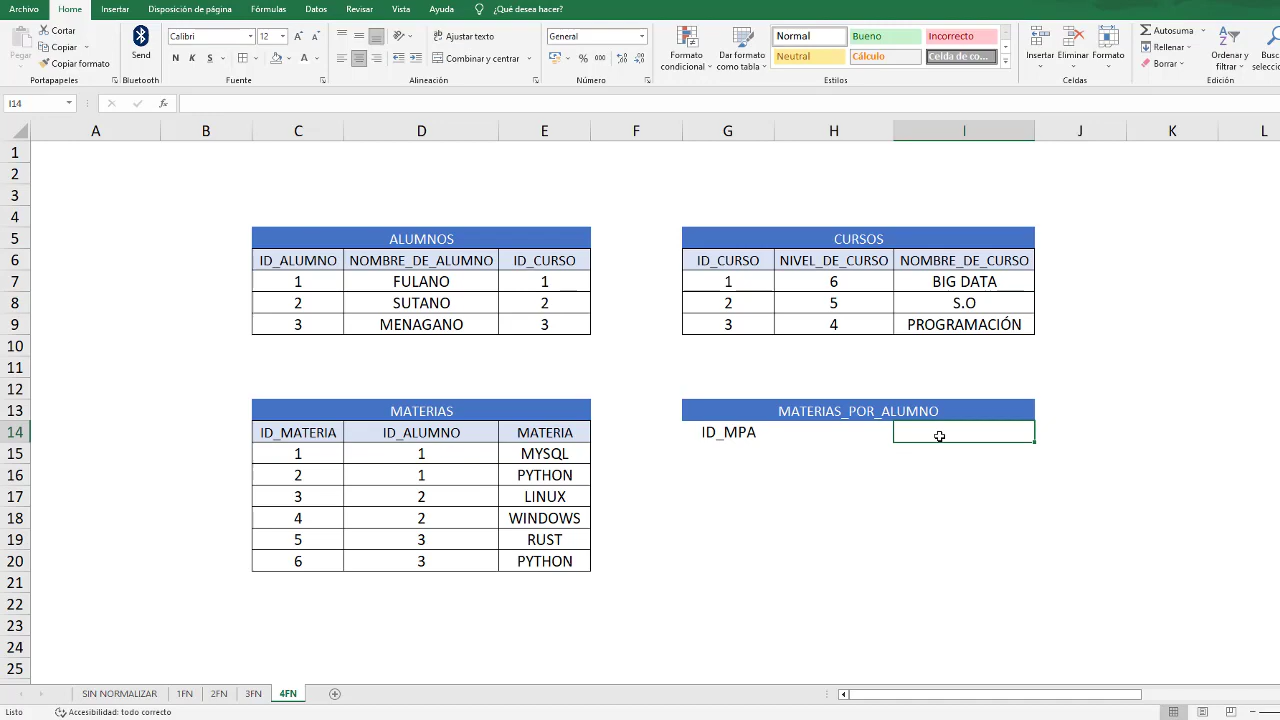 Archivo Home Insertar Disposición de página Fórmulas Datos Revisar Vista Ayuda ¿Qué desea hacer?
Pegar Cortar Copiar Copiar formato Portapapeles
Bluetooth Bluetooth
Calibri 12 N K S Fuente
Ajustar texto Combinar y centrar Alineación
General % 000 Número
Formato condicional Dar formato como tabla
Normal Bueno Incorrecto
Neutral Cálculo Celda de co...
Estilos
Insertar Eliminar Formato Celdas
Autosuma Rellenar Borrar Ordenar y filtrar Edición
I14 fx
A B C D E F G H I J K L
1
2
3
4
5 ALUMNOS CURSOS
6 ID_ALUMNO NOMBRE_DE_ALUMNO ID_CURSO ID_CURSO NIVEL_DE_CURSO NOMBRE_DE_CURSO
7 1 FULANO 1 1 6 BIG DATA
8 2 SUTANO 2 2 5 S.O
9 3 MENAGANO 3 3 4 PROGRAMACIÓN
10
11
12
13 MATERIAS MATERIAS_POR_ALUMNO
14 ID_MATERIA ID_ALUMNO MATERIA ID_MPA
15 1 1 MYSQL
16 2 1 PYTHON
17 3 2 LINUX
18 4 2 WINDOWS
19 5 3 RUST
20 6 3 PYTHON
21
22
23
24
25
SIN NORMALIZAR 1FN 2FN 3FN 4FN
Listo Accesibilidad: todo correcto